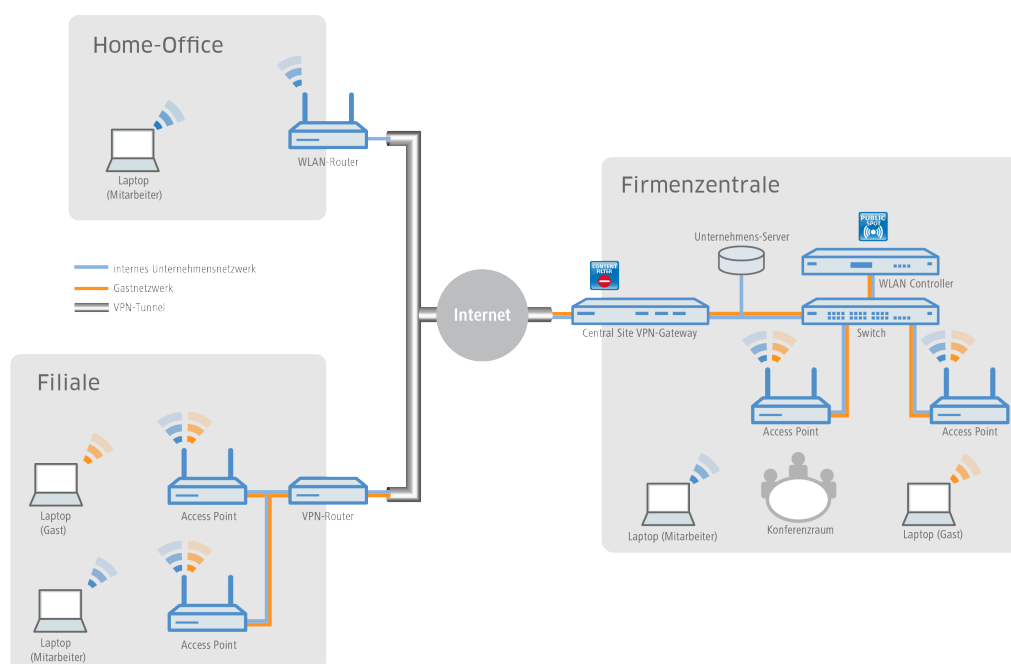 Home-Office
WLAN-Router
Laptop
(Mitarbeiter)
internes Unternehmensnetzwerk
Gastnetzwerk
VPN-Tunnel
Internet
Firmenzentrale
PUBLIC
SPOT
Unternehmens-Server
CONTENT
FILTER
WLAN Controller
Central Site VPN-Gateway
Switch
Access Point
Access Point
Laptop (Mitarbeiter)
Konferenzraum
Laptop (Gast)
Filiale
Laptop
(Gast)
Access Point
VPN-Router
Laptop
(Mitarbeiter)
Access Point